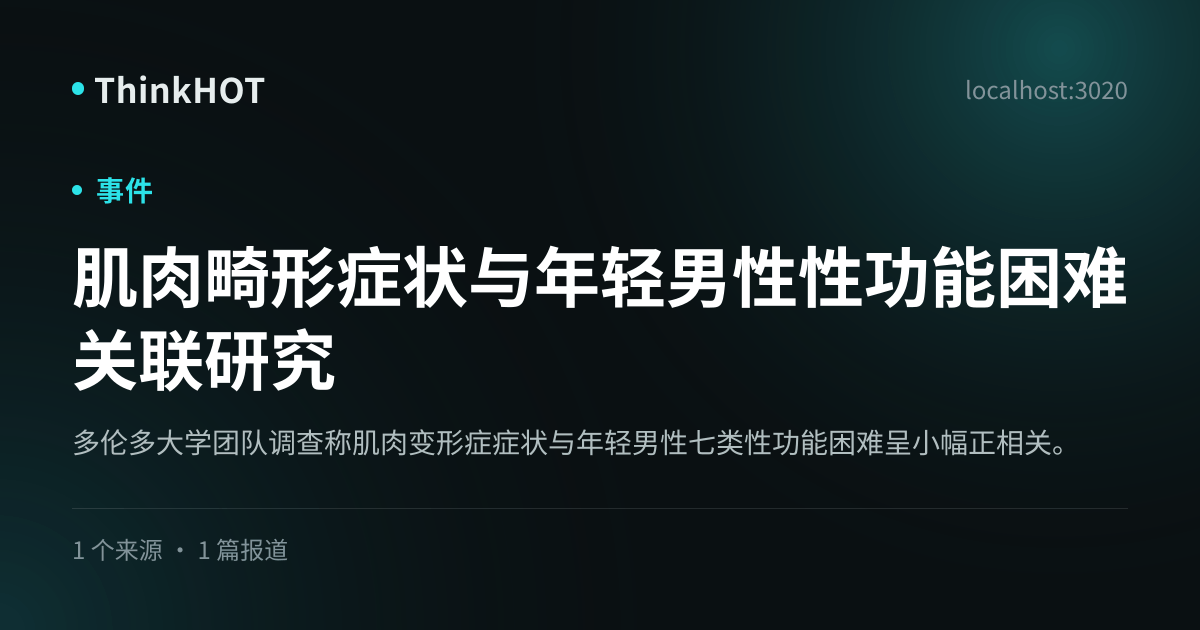 ThinkHOT
localhost:3020
事件
肌肉畸形症状与年轻男性性功能困难
关联研究
多伦多大学团队调查称肌肉变形症症状与年轻男性七类性功能困难呈小幅正相关。
1 个来源 · 1 篇报道